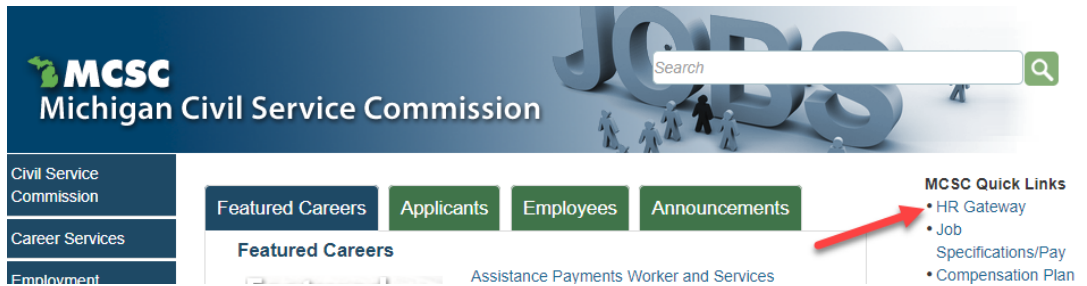 JOBS
MCSC
Michigan Civil Service Commission
Search
Civil Service
Commission
Career Services
Employment
Featured Careers
Applicants
Employees
Announcements
Featured Careers
Assistance Payments Worker and Services
MCSC Quick Links
• HR Gateway
• Job
Specifications/Pay
• Compensation Plan